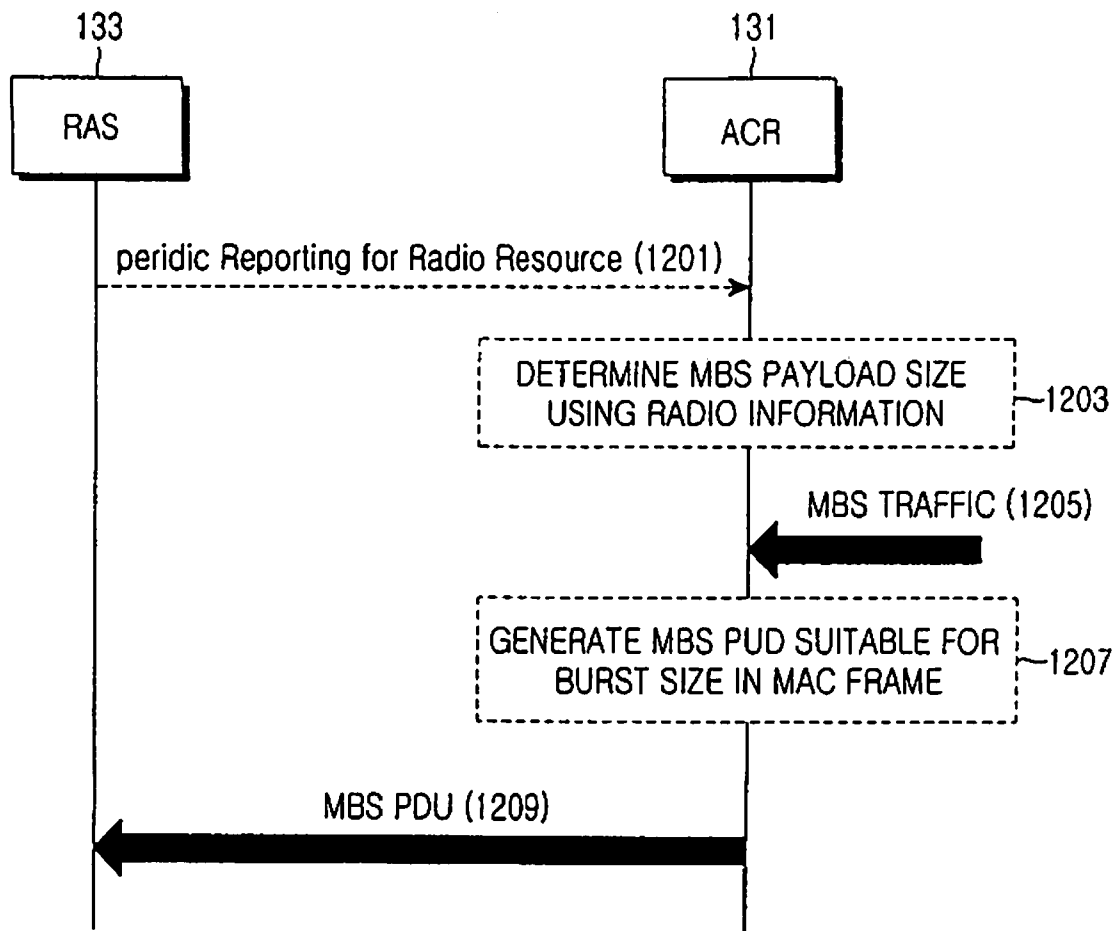 133
131
RAS
ACR
peridic Reporting for Radio Resource (1201)
DETERMINE MBS PAYLOAD SIZE
USING RADIO INFORMATION
1203
MBS TRAFFIC (1205)
GENERATE MBS PUD SUITABLE FOR
BURST SIZE IN MAC FRAME
1207
MBS PDU (1209)